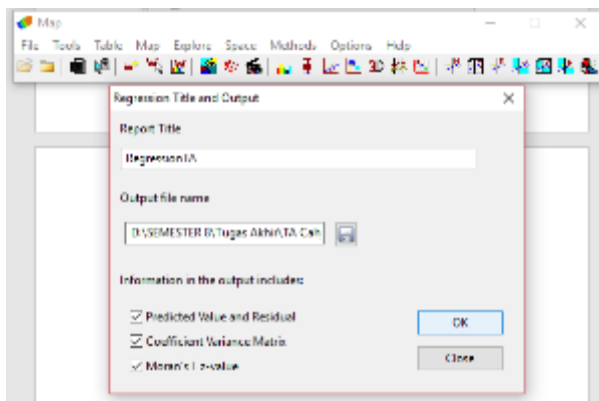 Map
File Tools Table Map Explore Space Methods Options Help
Regression Title and Output
Report Title
RegressionTA
Output file name
D:\SEMESTER 8\Tugas Akhir\TA Cah
Information in the output includes:
Predicted Value and Residual
Coefficient Variance Matrix
Moran's I z-value
OK
Close